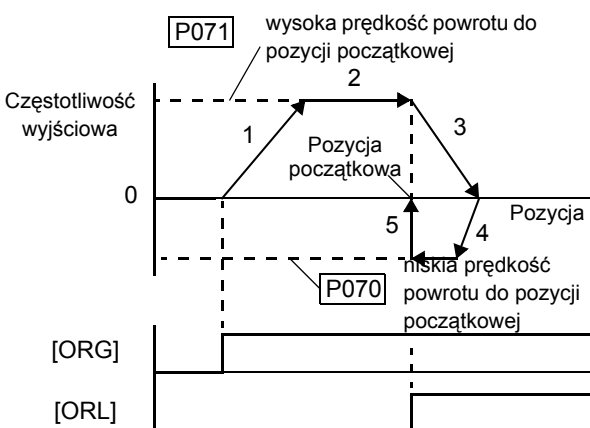 P071
wysoka prędkość powrotu do
pozycji początkowej
2
Częstotliwość
wyjściowa
1
3
Pozycja
początkowa
0
Pozycja
5
4
P070
niskia prędkość
powrotu do pozycji
początkowej
[ORG]
[ORL]